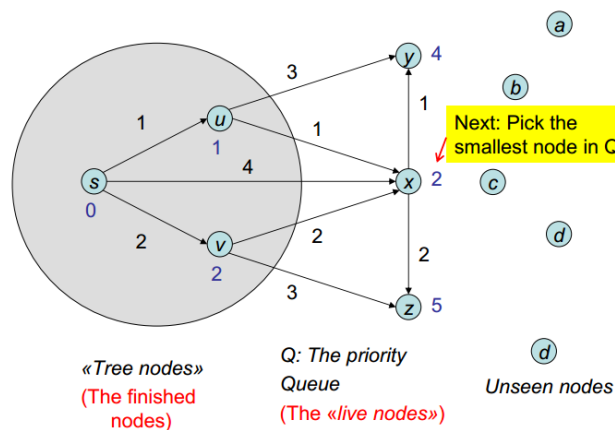 a
y 4
3
b
1
u
1
1
1
Next: Pick the
smallest node in Q
4
s
x 2
c
0
2
v
2
2
2
d
3
z 5
d
«Tree nodes»
(The finished
nodes)
Q: The priority
Queue
(The «live nodes»)
Unseen nodes